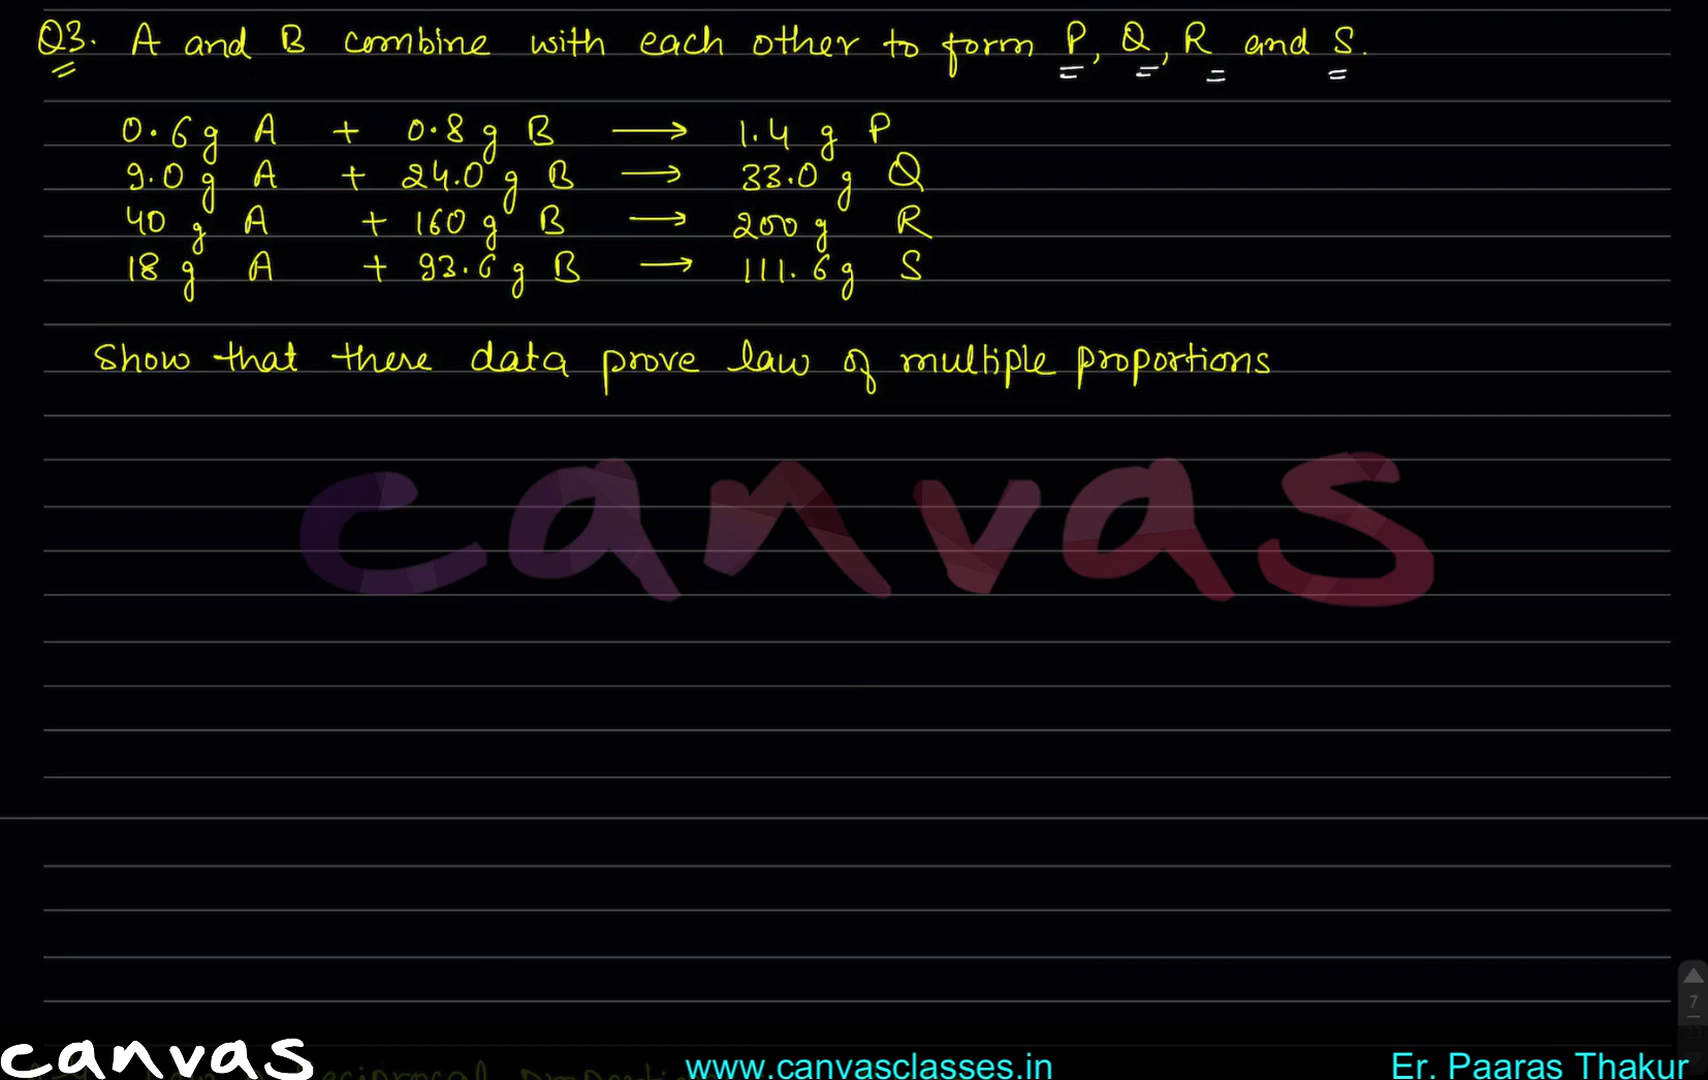 Q3. A and B combine with each other to form P, Q, R and S.
0.6 g A + 0.8 g B ⟶ 1.4 g P
9.0 g A + 24.0 g B ⟶ 33.0 g Q
40 g A + 160 g B ⟶ 200 g R
18 g A + 93.6 g B ⟶ 111.6 g S
Show that there data prove law of multiple proportions
canvas
7
canvas
www.canvasclasses.in
Er. Paaras Thakur